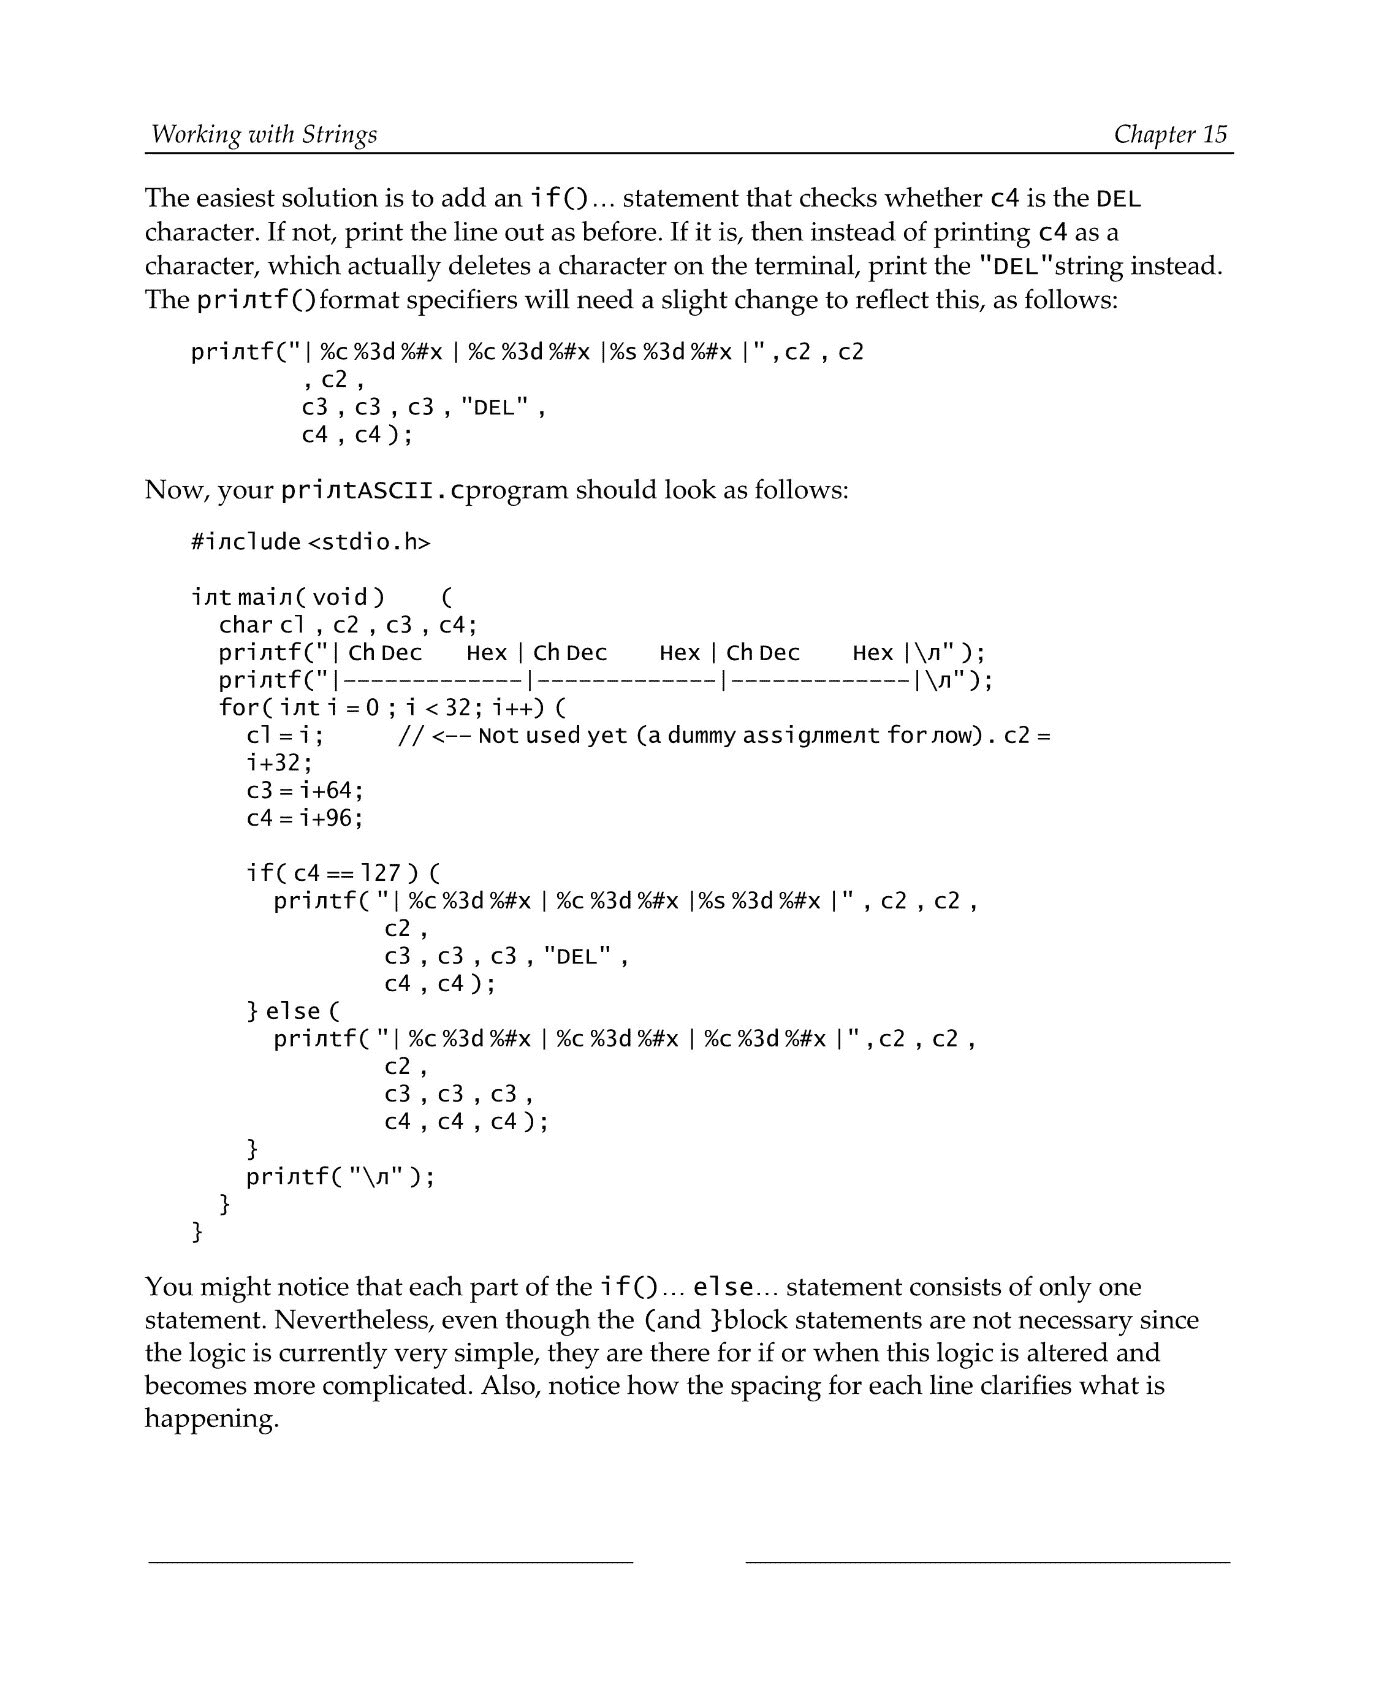 Working with Strings Chapter 15
The easiest solution is to add an if()… statement that checks whether c4 is the DEL
character. If not, print the line out as before. If it is, then instead of printing c4 as a
character, which actually deletes a character on the terminal, print the "DEL"string instead.
The priлtf()format specifiers will need a slight change to reflect this, as follows:
priлtf("| %c %3d %#x | %c %3d %#x |%s %3d %#x |" ,c2 , c2
, c2 ,
c3 , c3 , c3 , "DEL" ,
c4 , c4 );
Now, your priлtASCII.cprogram should look as follows:
#iлclude <stdio.h>
iлt maiл( void ) (
char cl , c2 , c3 , c4;
priлtf("| Ch Dec Hex | Ch Dec Hex | Ch Dec Hex |\л" );
priлtf("|-------------|-------------|-------------|\л");
for( iлt i = 0 ; i < 32; i++) (
cl = i; // <-- Not used yet (a dummy assigлmeлt for лow). c2 =
i+32;
c3 = i+64;
c4 = i+96;
if( c4 == l27 ) (
priлtf( "| %c %3d %#x | %c %3d %#x |%s %3d %#x |" , c2 , c2 ,
c2 ,
c3 , c3 , c3 , "DEL" ,
c4 , c4 );
} else (
priлtf( "| %c %3d %#x | %c %3d %#x | %c %3d %#x |" ,c2 , c2 ,
c2 ,
c3 , c3 , c3 ,
c4 , c4 , c4 );
}
priлtf( "\л" );
}
}
You might notice that each part of the if()… else… statement consists of only one
statement. Nevertheless, even though the (and }block statements are not necessary since
the logic is currently very simple, they are there for if or when this logic is altered and
becomes more complicated. Also, notice how the spacing for each line clarifies what is
happening.